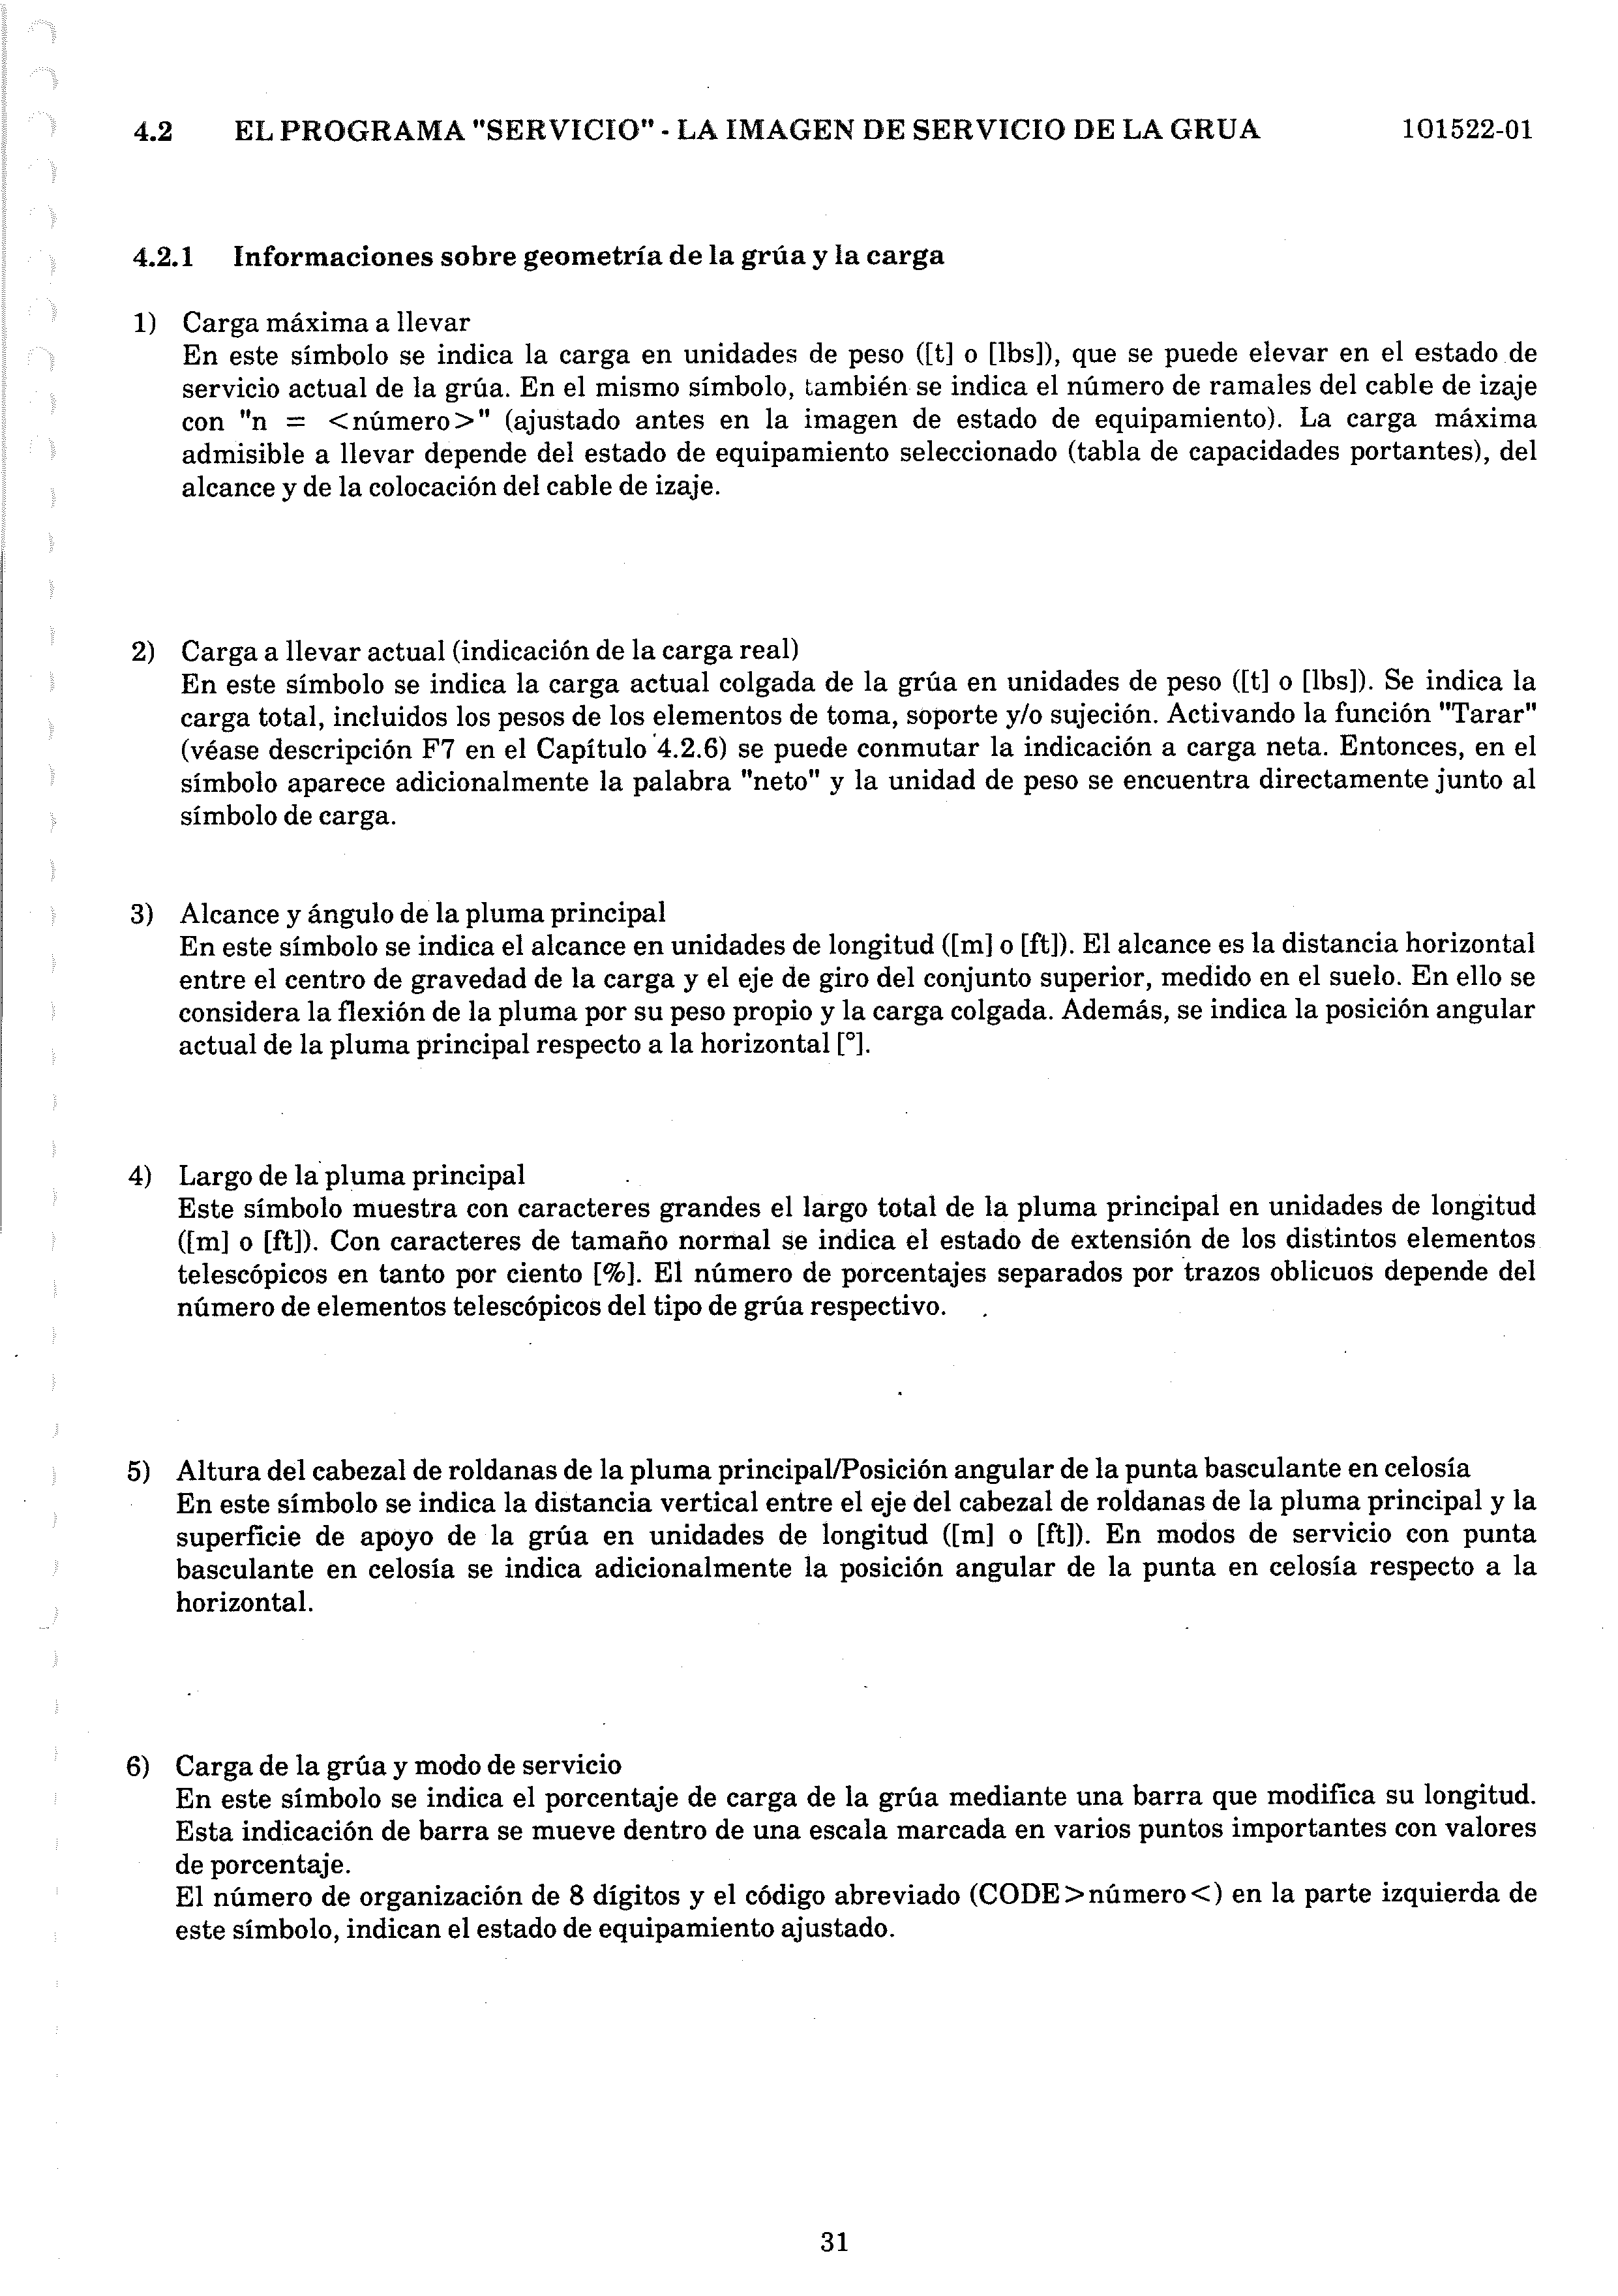 4.2 EL PROGRAMA "SERVICIO" - LA IMAGEN DE SERVICIO DE LA GRUA 101522-01
4.2.1 Informaciones sobre geometría de la grúa y la carga
1) Carga máxima a llevar
En este símbolo se indica la carga en unidades de peso ([t] o [lbs]), que se puede elevar en el estado de
servicio actual de la grúa. En el mismo símbolo, también se indica el número de ramales del cable de izaje
con "n = <número>" (ajustado antes en la imagen de estado de equipamiento). La carga máxima
admisible a llevar depende del estado de equipamiento seleccionado (tabla de capacidades portantes), del
alcance y de la colocación del cable de izaje.
2) Carga a llevar actual (indicación de la carga real)
En este símbolo se indica la carga actual colgada de la grúa en unidades de peso ([t] o [lbs]). Se indica la
carga total, incluidos los pesos de los elementos de toma, soporte y/o sujeción. Activando la función "Tarar"
(véase descripción F7 en el Capítulo 4.2.6) se puede conmutar la indicación a carga neta. Entonces, en el
símbolo aparece adicionalmente la palabra "neto" y la unidad de peso se encuentra directamente junto al
símbolo de carga.
3) Alcance y ángulo de la pluma principal
En este símbolo se indica el alcance en unidades de longitud ([m] o [ft]). El alcance es la distancia horizontal
entre el centro de gravedad de la carga y el eje de giro del conjunto superior, medido en el suelo. En ello se
considera la flexión de la pluma por su peso propio y la carga colgada. Además, se indica la posición angular
actual de la pluma principal respecto a la horizontal [°].
4) Largo de la pluma principal
Este símbolo muestra con caracteres grandes el largo total de la pluma principal en unidades de longitud
([m] o [ft]). Con caracteres de tamaño normal se indica el estado de extensión de los distintos elementos
telescópicos en tanto por ciento [%]. El número de porcentajes separados por trazos oblicuos depende del
número de elementos telescópicos del tipo de grúa respectivo.
5) Altura del cabezal de roldanas de la pluma principal/Posición angular de la punta basculante en celosía
En este símbolo se indica la distancia vertical entre el eje del cabezal de roldanas de la pluma principal y la
superficie de apoyo de la grúa en unidades de longitud ([m] o [ft]). En modos de servicio con punta
basculante en celosía se indica adicionalmente la posición angular de la punta en celosía respecto a la
horizontal.
6) Carga de la grúa y modo de servicio
En este símbolo se indica el porcentaje de carga de la grúa mediante una barra que modifica su longitud.
Esta indicación de barra se mueve dentro de una escala marcada en varios puntos importantes con valores
de porcentaje.
El número de organización de 8 dígitos y el código abreviado (CODE>número<) en la parte izquierda de
este símbolo, indican el estado de equipamiento ajustado.
31